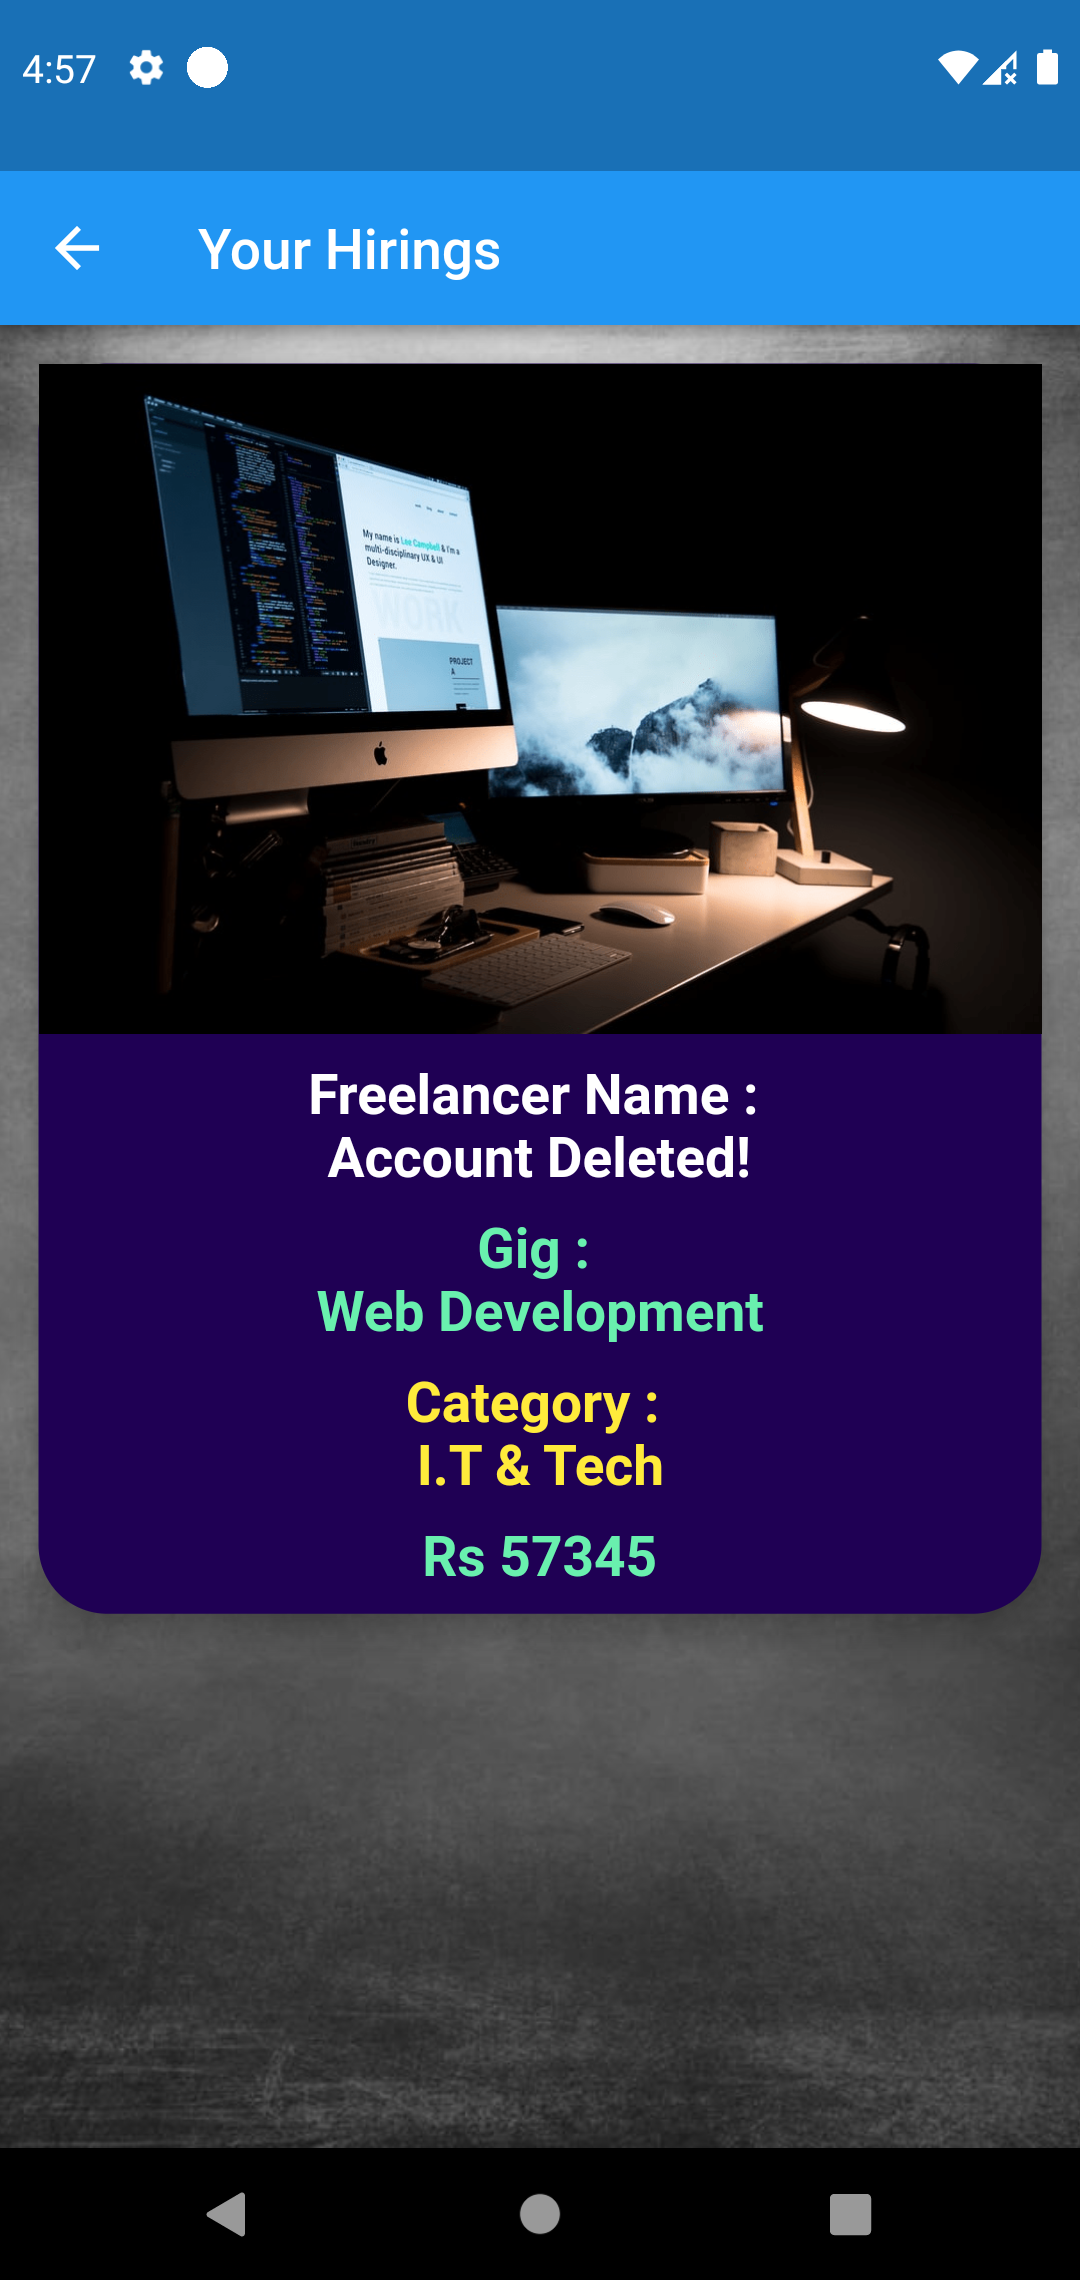 4:57
Your Hirings
My name is Lee Campbell & I'm a
multi-disciplinary UX & UI
Designer.
WORK
PROJECT
A
Freelancer Name :
Account Deleted!
Gig :
Web Development
Category :
I.T & Tech
Rs 57345